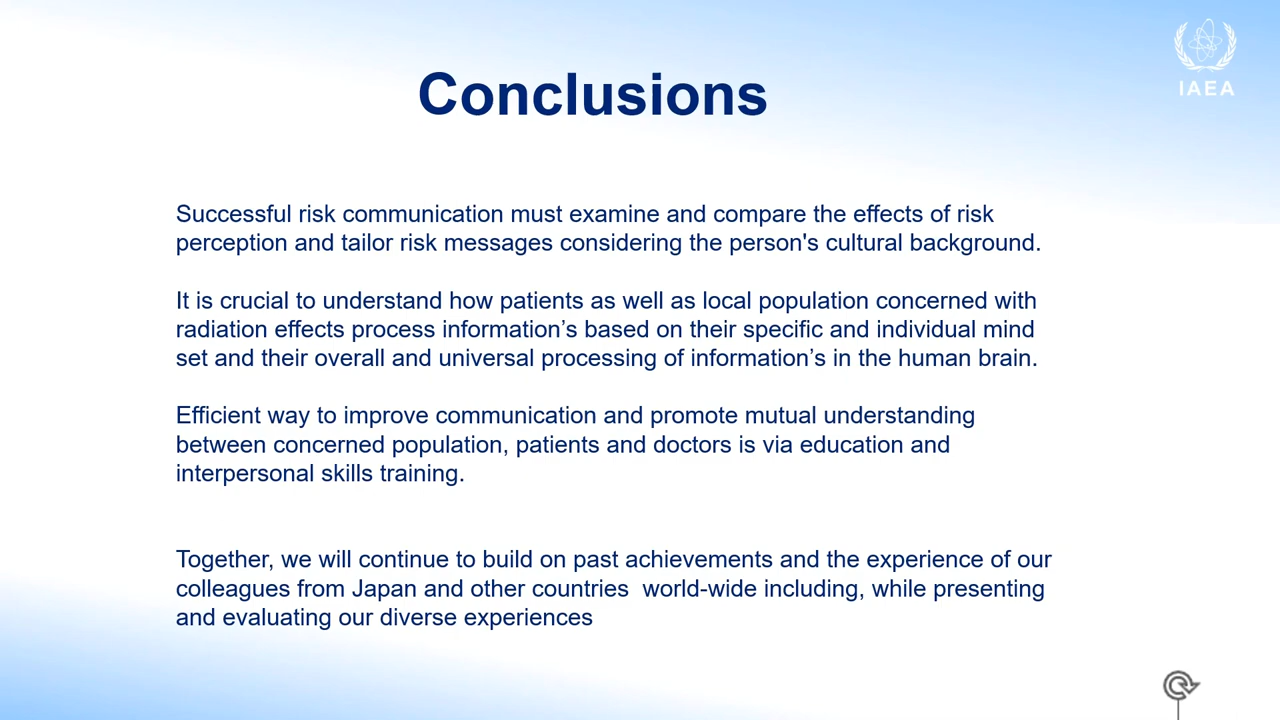 IAEA
Conclusions
Successful risk communication must examine and compare the effects of risk
perception and tailor risk messages considering the person's cultural background.
It is crucial to understand how patients as well as local population concerned with
radiation effects process information’s based on their specific and individual mind
set and their overall and universal processing of information’s in the human brain.
Efficient way to improve communication and promote mutual understanding
between concerned population, patients and doctors is via education and
interpersonal skills training.
Together, we will continue to build on past achievements and the experience of our
colleagues from Japan and other countries  world-wide including, while presenting
and evaluating our diverse experiences